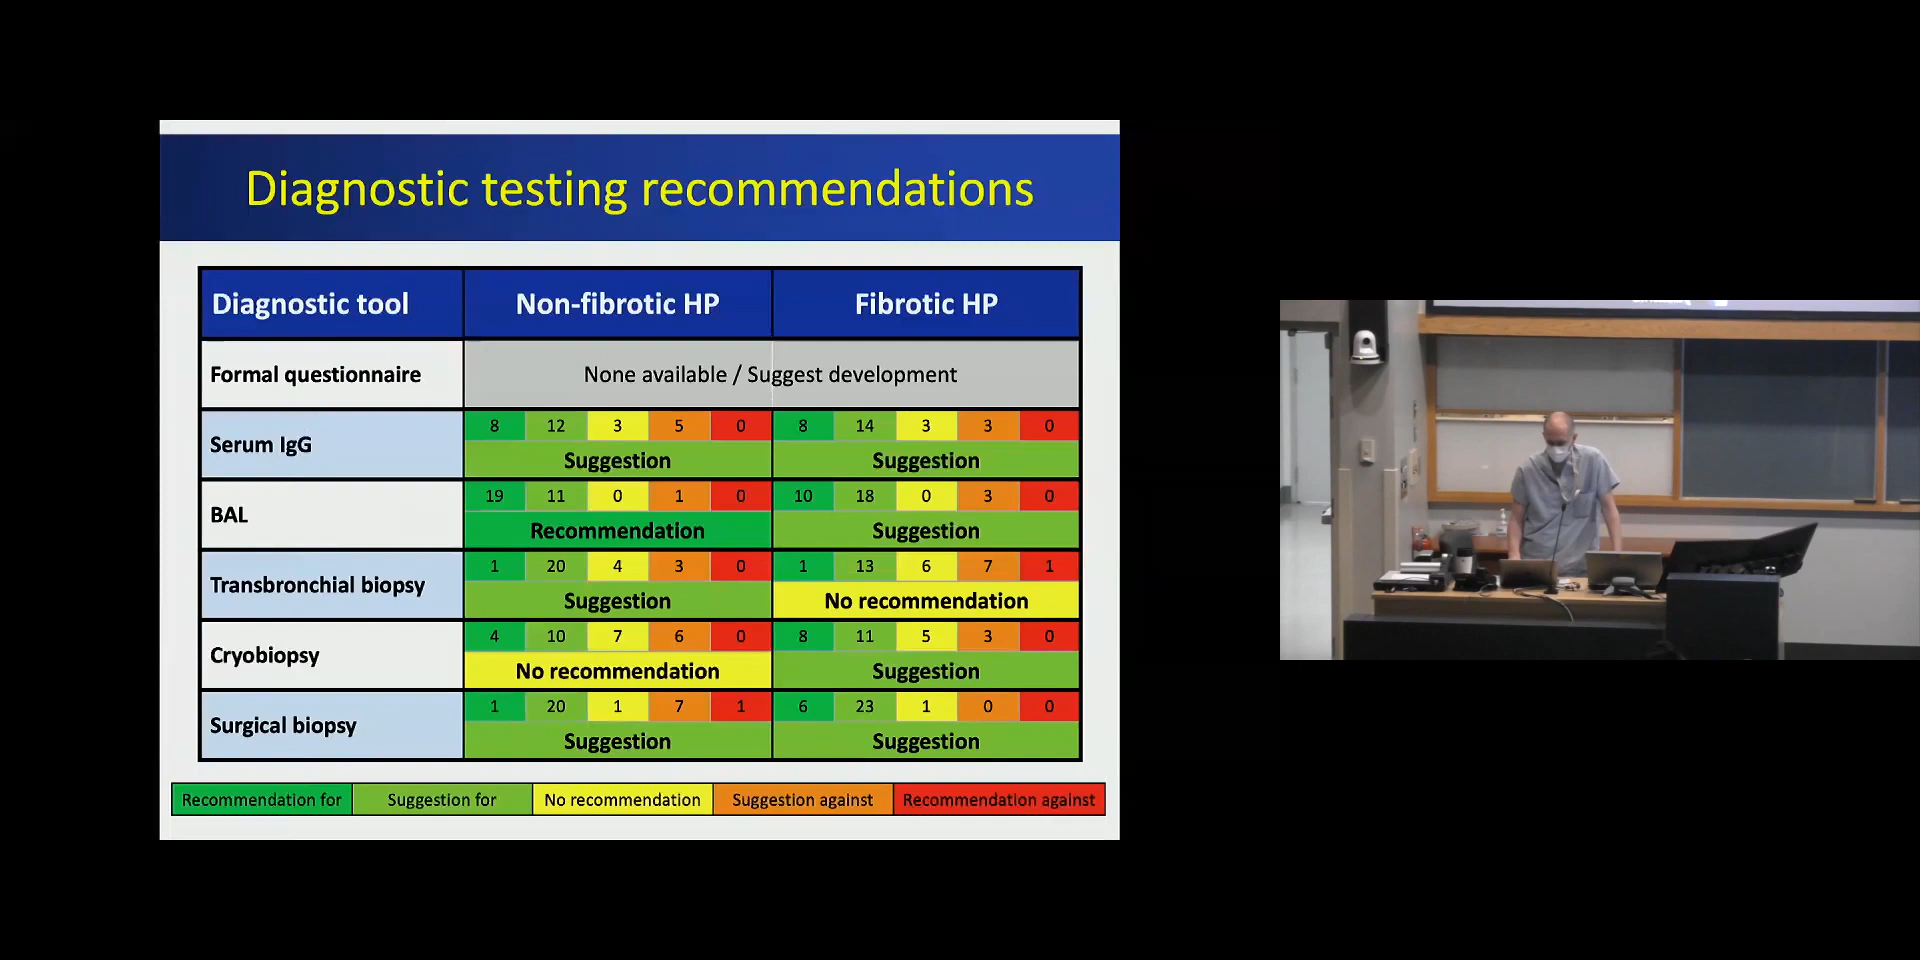 Diagnostic testing recommendations
Diagnostic tool Non-fibrotic HP Fibrotic HP
Formal questionnaire None available / Suggest development
Serum IgG
8 12 3 5 0 8 14 3 3 0
Suggestion Suggestion
BAL
19 11 0 1 0 10 18 0 3 0
Recommendation Suggestion
Transbronchial biopsy
1 20 4 3 0 1 13 6 7 1
Suggestion No recommendation
Cryobiopsy
4 10 7 6 0 8 11 5 3 0
No recommendation Suggestion
Surgical biopsy
1 20 1 7 1 6 23 1 0 0
Suggestion Suggestion
Recommendation for Suggestion for No recommendation Suggestion against Recommendation against